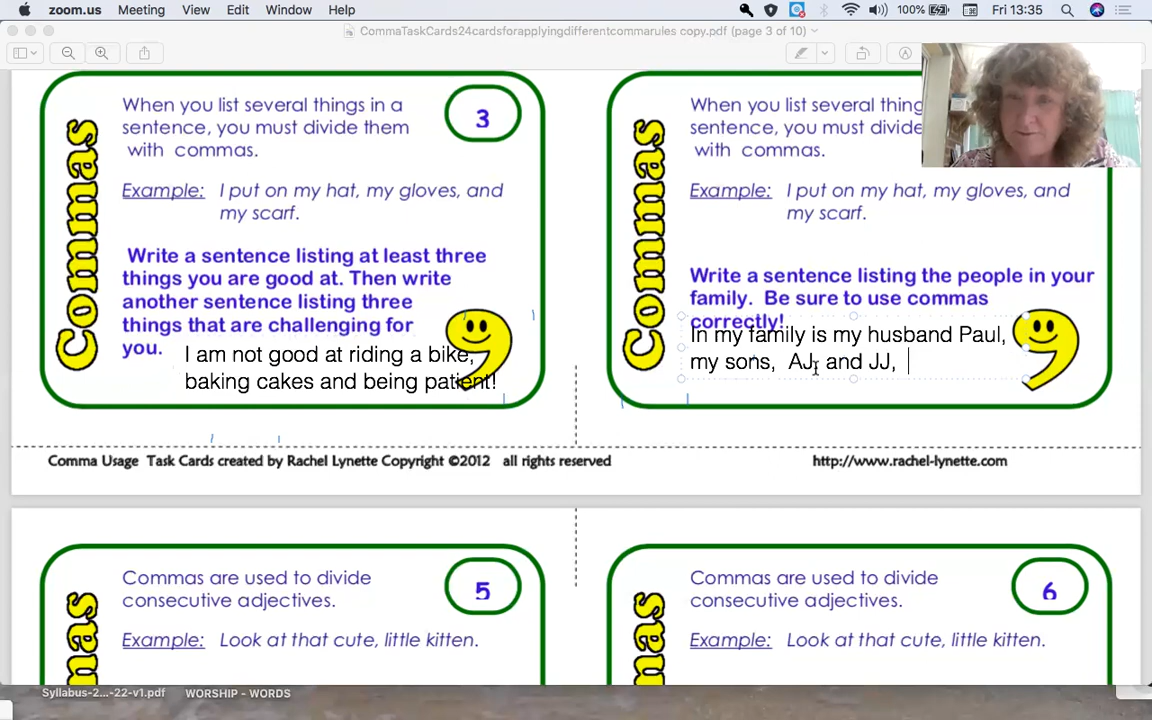 zoom.us Meeting View Edit Window Help 100% Fri 13:35
CommaTaskCards24cardsforapplyingdifferentcommarules copy.pdf (page 3 of 10)
Commas
When you list several things in a
sentence, you must divide them
with commas.
3
Example: I put on my hat, my gloves, and
my scarf.
Write a sentence listing at least three
things you are good at. Then write
another sentence listing three
things that are challenging for
you.
I am not good at riding a bike,
baking cakes and being patient!
Commas
When you list several thing
sentence, you must divide
with commas.
Example: I put on my hat, my gloves, and
my scarf.
Write a sentence listing the people in your
family. Be sure to use commas
correctly!
In my family is my husband Paul,
my sons, AJ, and JJ,
Comma Usage Task Cards created by Rachel Lynette Copyright ©2012 all rights reserved
http://www.rachel-lynette.com
mas
Commas are used to divide
consecutive adjectives.
5
Example: Look at that cute, little kitten.
mas
Commas are used to divide
consecutive adjectives.
6
Example: Look at that cute, little kitten.
Syllabus-2...-22-v1.pdf WORSHIP - WORDS